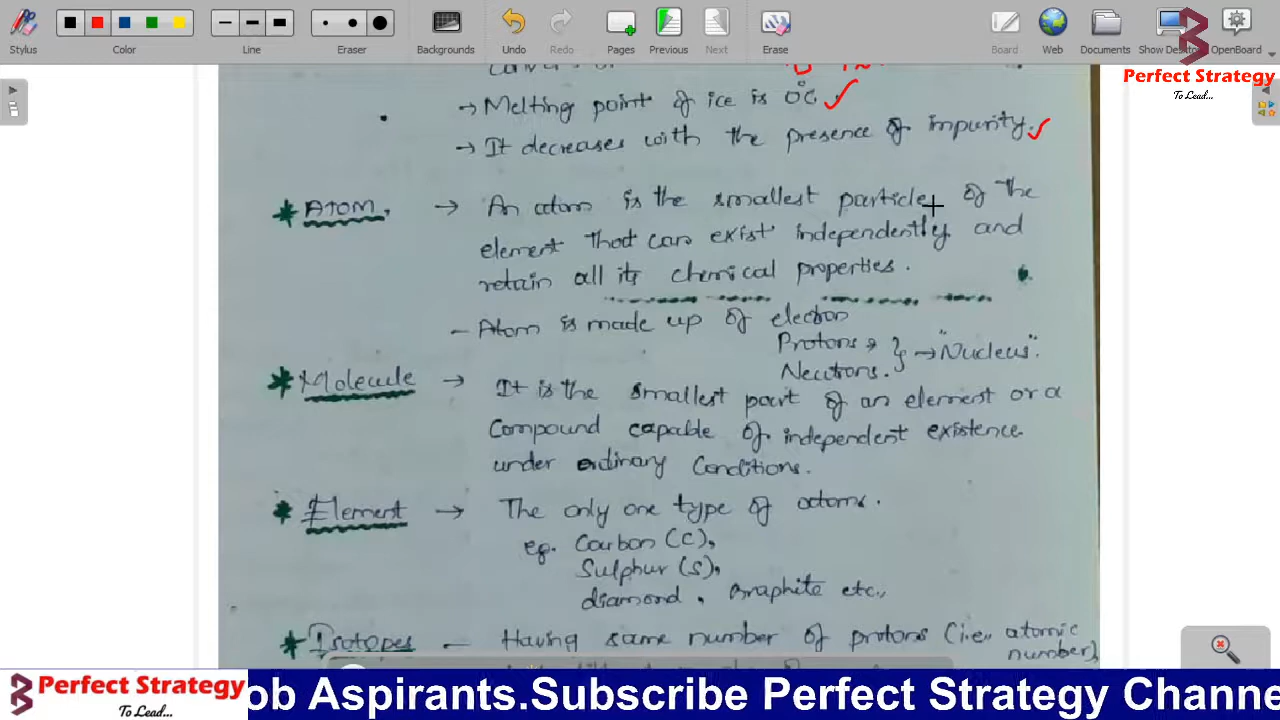 Stylus
Color
Line
Eraser
Backgrounds
Undo
Redo
Pages
Previous
Next
Erase
Board
Web
Documents
Show Desktop
OpenBoard
Perfect Strategy
To Lead...
→ Melting point of ice is 0°C.
→ It decreases with the presence of impurity.
* Atom, → An atom is the smallest particle of the
element that can exist independently and
retain all its chemical properties.
- Atom is made up of electron
Protons,
Neutrons. } → "Nucleus".
* Molecule → It is the smallest part of an element or a
Compound capable of independent existence
under ordinary Conditions.
* Element → The only one type of atoms.
eg. Carbon (C),
Sulphur (S),
diamond, Graphite etc.,
* Isotopes - Having same number of protons (i.e., atomic
number),
Perfect Strategy
To Lead...
ob Aspirants.Subscribe Perfect Strategy Channe